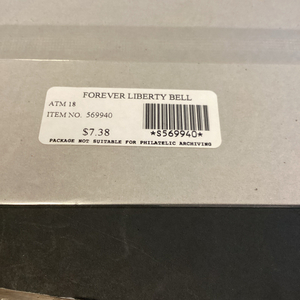 FOREVER LIBERTY BELL
ATM 18
ITEM NO. 569940
$7.38
*S569940*
PACKAGE NOT SUITABLE FOR PHILATELIC ARCHIVING